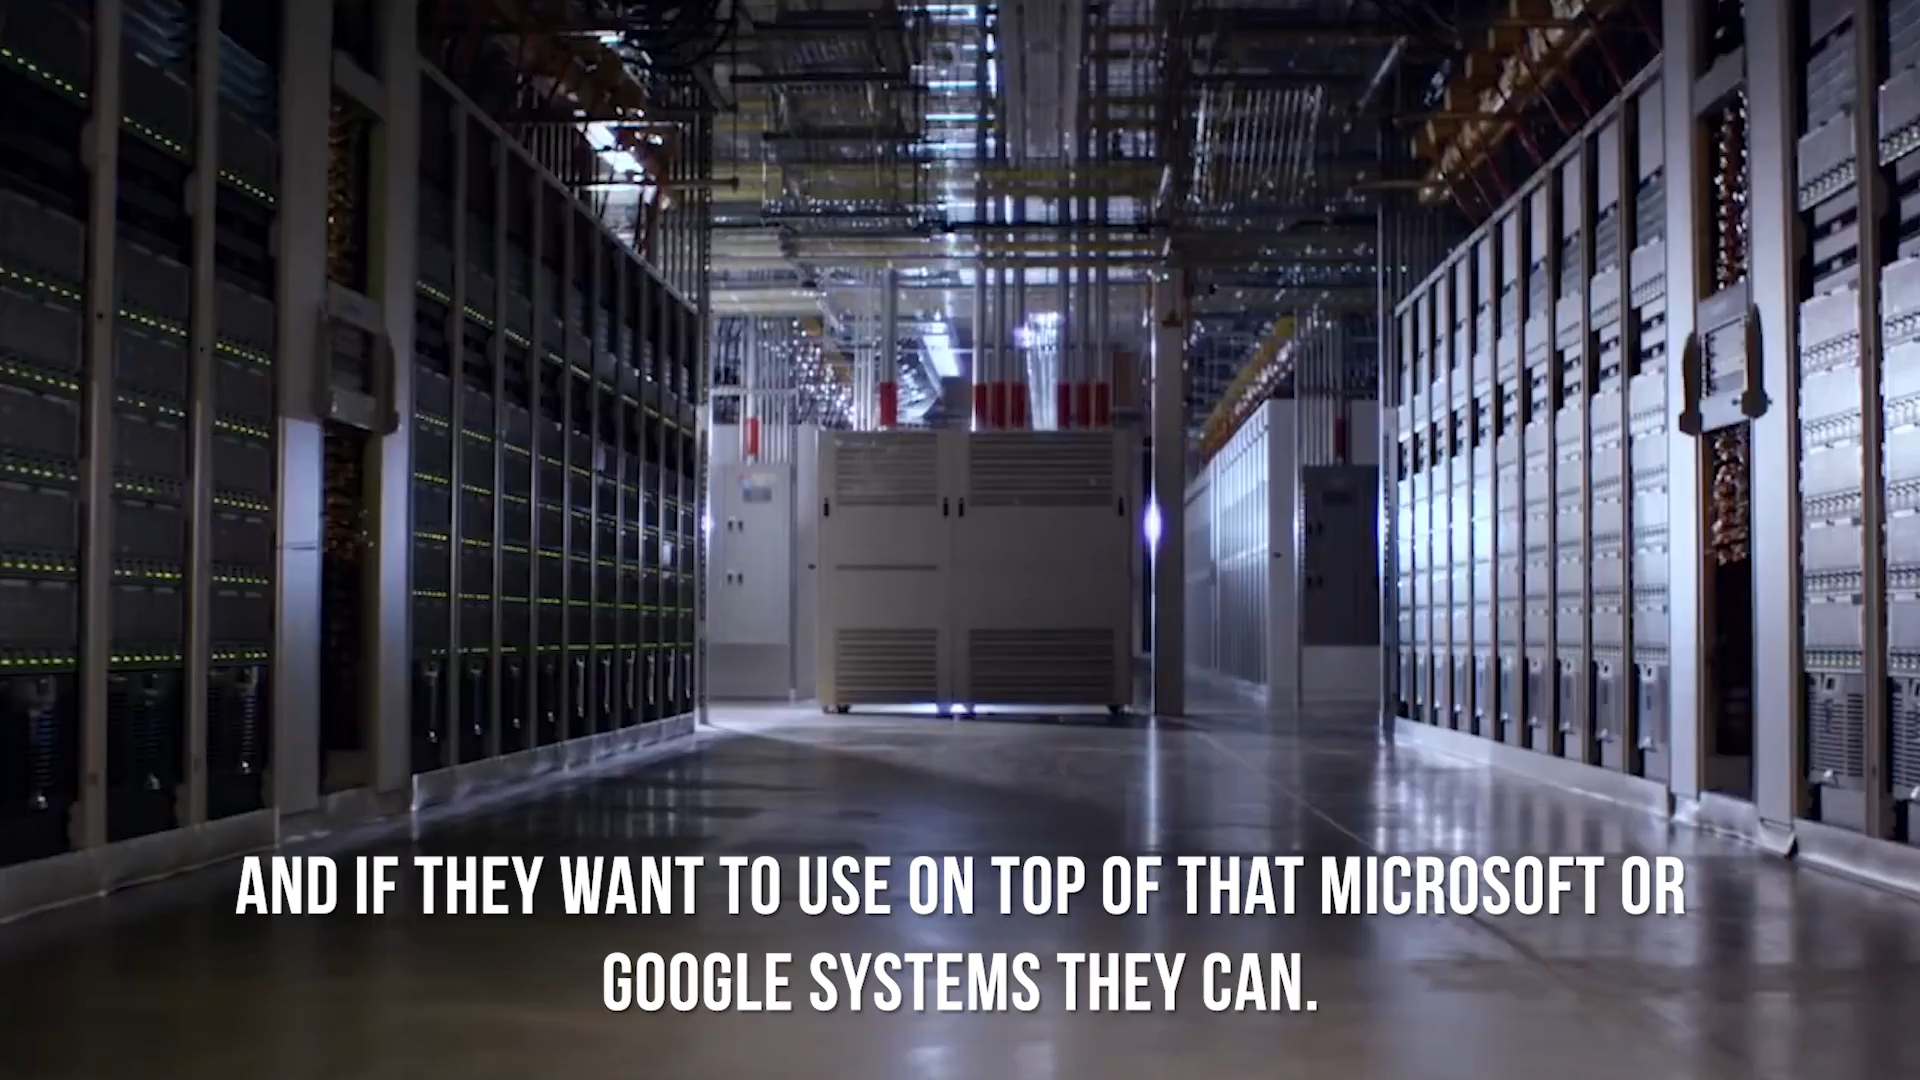 AND IF THEY WANT TO USE ON TOP OF THAT MICROSOFT OR
GOOGLE SYSTEMS THEY CAN.